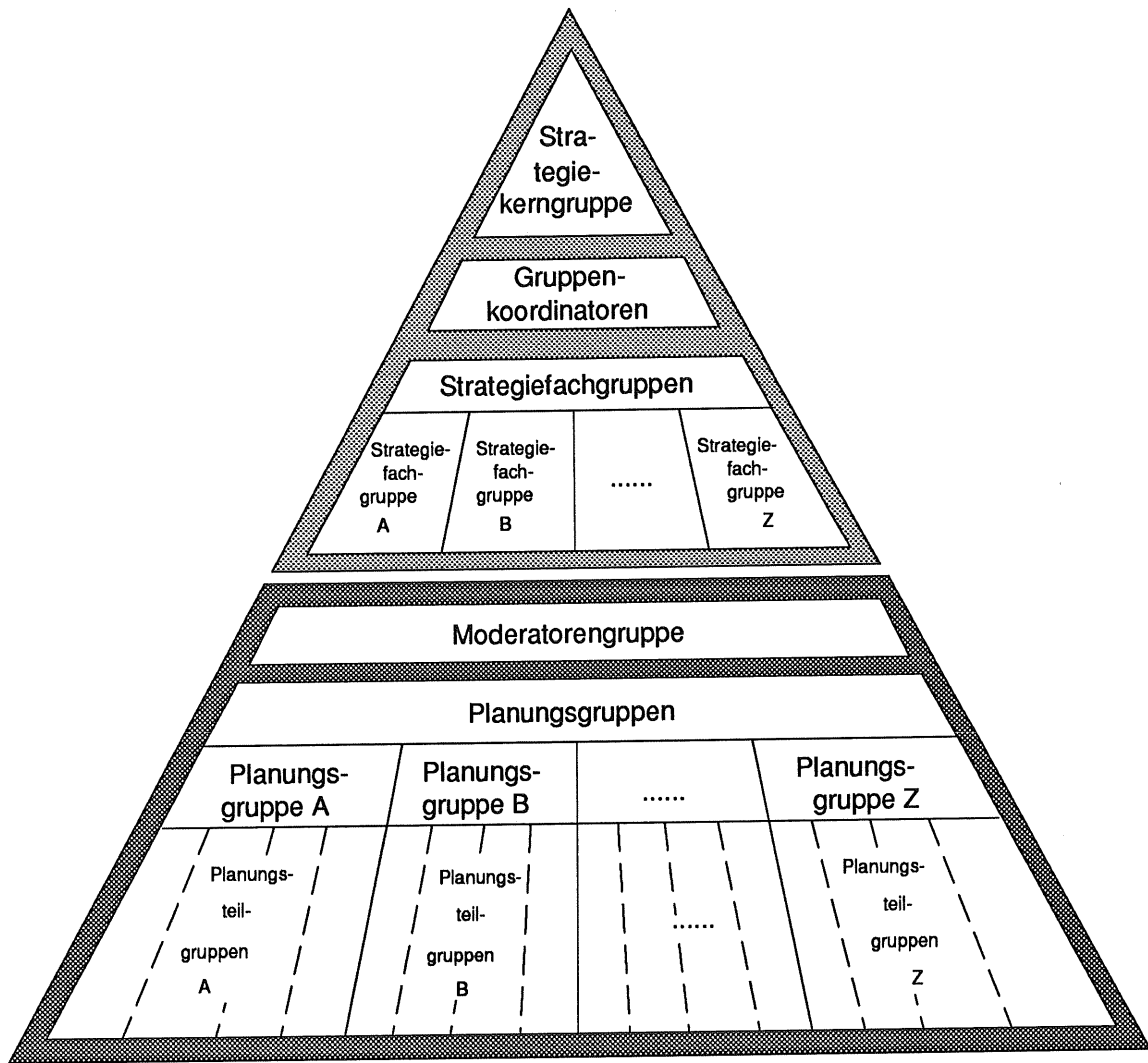 Stra-
tegie-
kerngruppe
Gruppen-
koordinatoren
Strategiefachgruppen
Strategie-
fach-
gruppe
A
Strategie-
fach-
gruppe
B
......
Strategie-
fach-
gruppe
Z
Moderatorengruppe
Planungsgruppen
Planungs-
gruppe A
Planungs-
gruppe B
......
Planungs-
gruppe Z
Planungs-
teil-
gruppen
A
Planungs-
teil-
gruppen
B
......
Planungs-
teil-
gruppen
Z